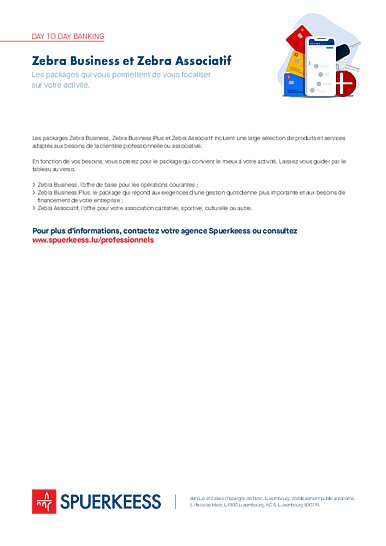 DAY TO DAY BANKING
Zebra Business et Zebra Associatif
Les packages qui vous permettent de vous focaliser
sur votre activité.
Les packages Zebra Business, Zebra Business Plus et Zebra Associatif incluent une large sélection de produits et services
adaptés aux besoins de la clientèle professionnelle ou associative.
En fonction de vos besoins, vous opterez pour le package qui convient le mieux à votre activité. Laissez-vous guider par le
tableau au verso.
› Zebra Business, l'offre de base pour les opérations courantes ;
› Zebra Business Plus, le package qui répond aux exigences d'une gestion quotidienne plus importante et aux besoins de
financement de votre entreprise ;
› Zebra Associatif, l'offre pour votre association caritative, sportive, culturelle ou autre.
Pour plus d'informations, contactez votre agence Spuerkeess ou consultez
www.spuerkeess.lu/professionnels
SPUERKEESS
Banque et Caisse d'Epargne de l'Etat, Luxembourg, établissement public autonome
1, Place de Metz, L-1930 Luxembourg, R.C.S. Luxembourg B30775